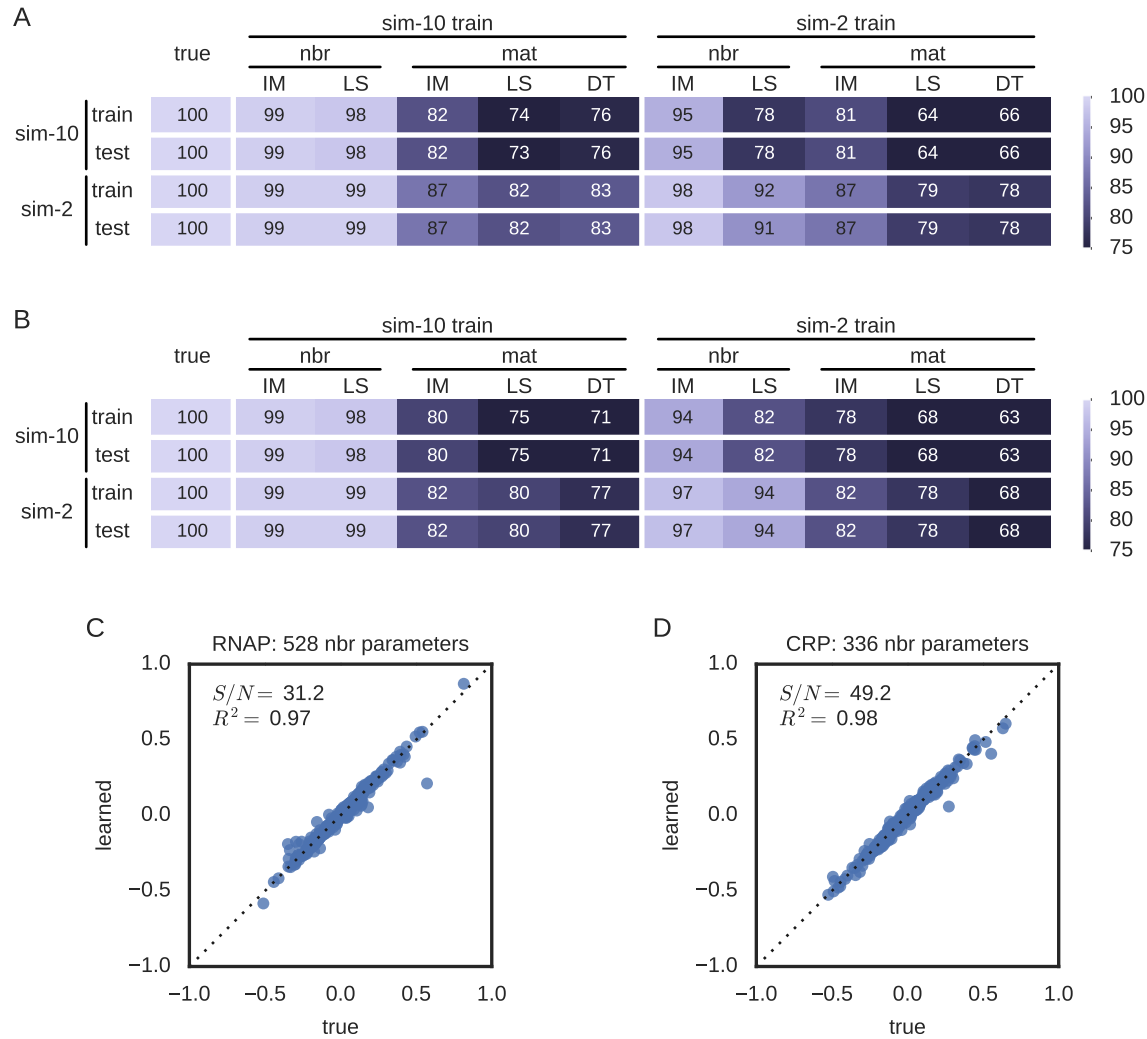 A
sim-10 train sim-2 train
true nbr mat nbr mat
IM LS IM LS DT IM LS IM LS DT
sim-10 train 100 99 98 82 74 76 95 78 81 64 66
test 100 99 98 82 73 76 95 78 81 64 66
sim-2 train 100 99 99 87 82 83 98 92 87 79 78
test 100 99 99 87 82 83 98 91 87 79 78
100
95
90
85
80
75
B
sim-10 train sim-2 train
true nbr mat nbr mat
IM LS IM LS DT IM LS IM LS DT
sim-10 train 100 99 98 80 75 71 94 82 78 68 63
test 100 99 98 80 75 71 94 82 78 68 63
sim-2 train 100 99 99 82 80 77 97 94 82 78 68
test 100 99 99 82 80 77 97 94 82 78 68
100
95
90
85
80
75
C
RNAP: 528 nbr parameters
S/N = 31.2
R² = 0.97
1.0
0.5
0.0
−0.5
−1.0
learned
−1.0 −0.5 0.0 0.5 1.0
true
D
CRP: 336 nbr parameters
S/N = 49.2
R² = 0.98
1.0
0.5
0.0
−0.5
−1.0
learned
−1.0 −0.5 0.0 0.5 1.0
true